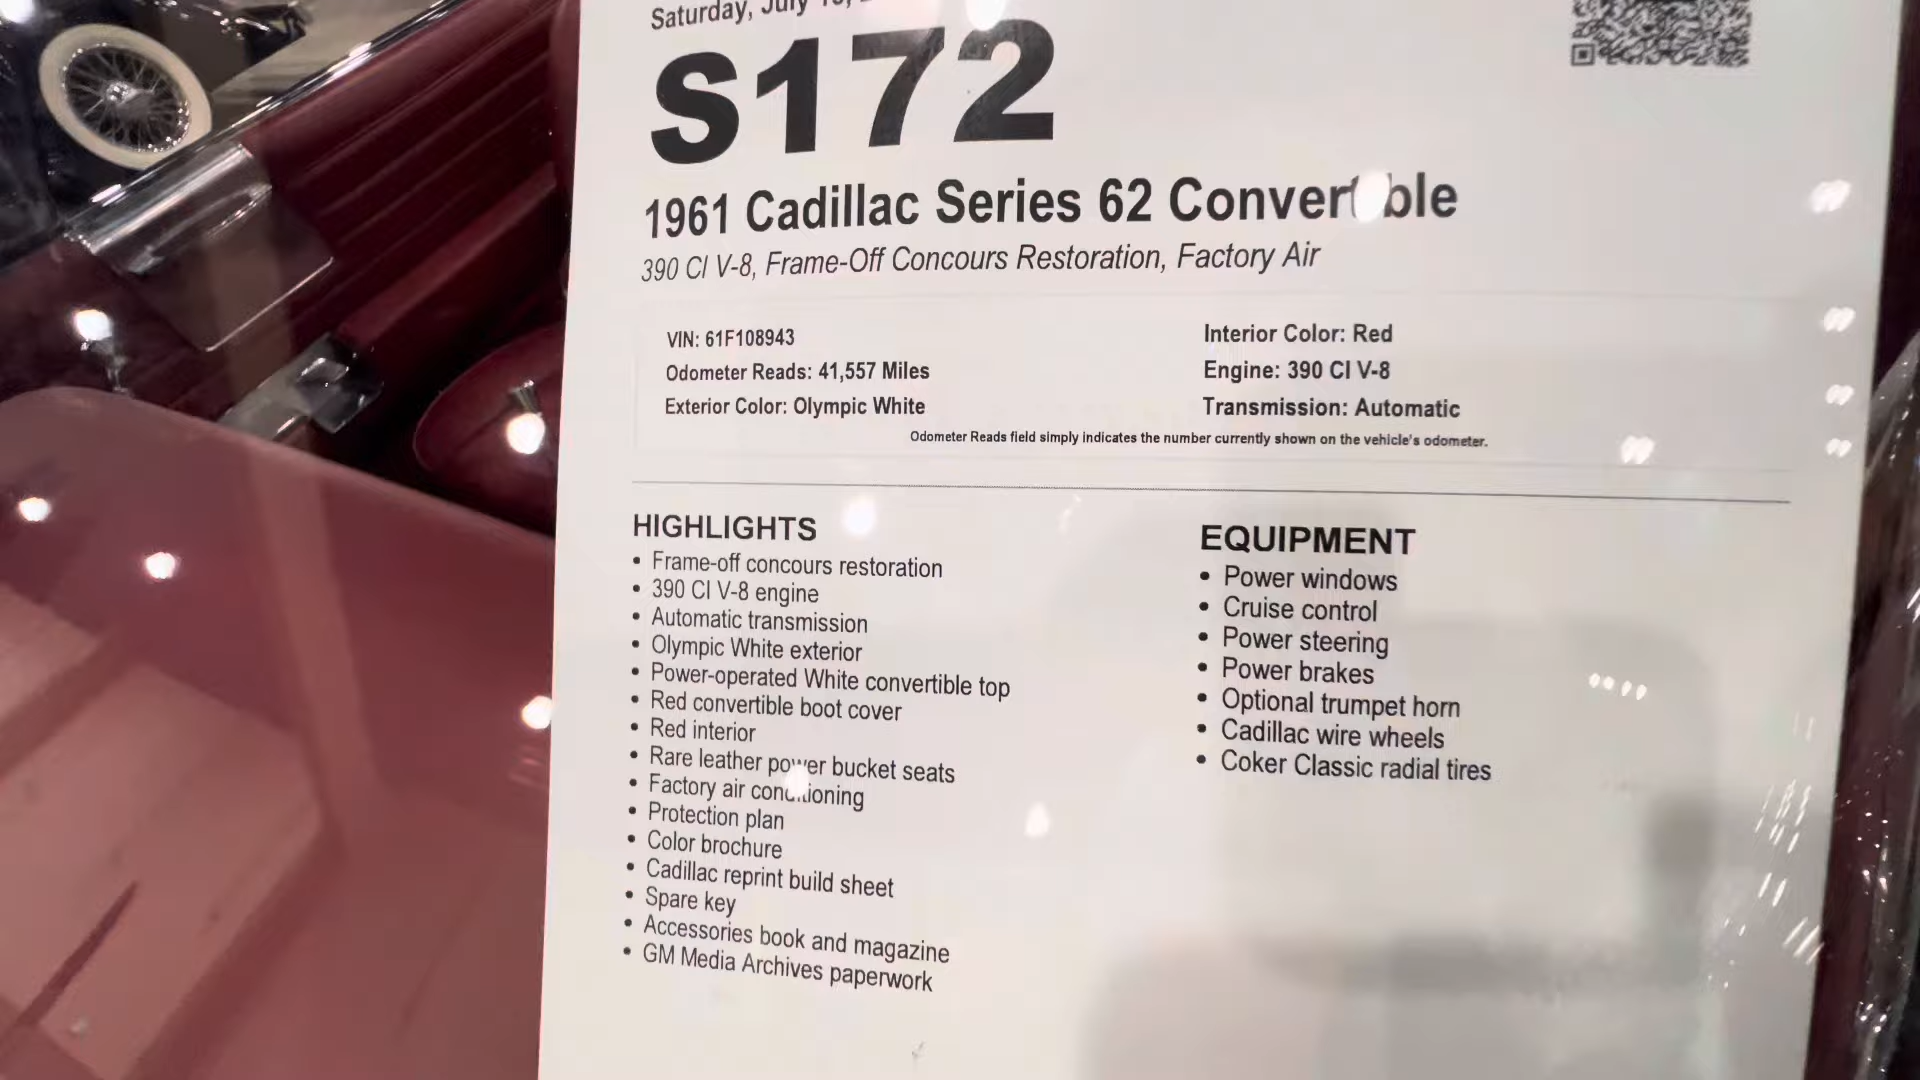 Saturday, July
S172
1961 Cadillac Series 62 Convertible
390 CI V-8, Frame-Off Concours Restoration, Factory Air
VIN: 61F108943
Odometer Reads: 41,557 Miles
Exterior Color: Olympic White
Interior Color: Red
Engine: 390 CI V-8
Transmission: Automatic
Odometer Reads field simply indicates the number currently shown on the vehicle's odometer.
HIGHLIGHTS
• Frame-off concours restoration
• 390 CI V-8 engine
• Automatic transmission
• Olympic White exterior
• Power-operated White convertible top
• Red convertible boot cover
• Red interior
• Rare leather power bucket seats
• Factory air conditioning
• Protection plan
• Color brochure
• Cadillac reprint build sheet
• Spare key
• Accessories book and magazine
• GM Media Archives paperwork
EQUIPMENT
• Power windows
• Cruise control
• Power steering
• Power brakes
• Optional trumpet horn
• Cadillac wire wheels
• Coker Classic radial tires